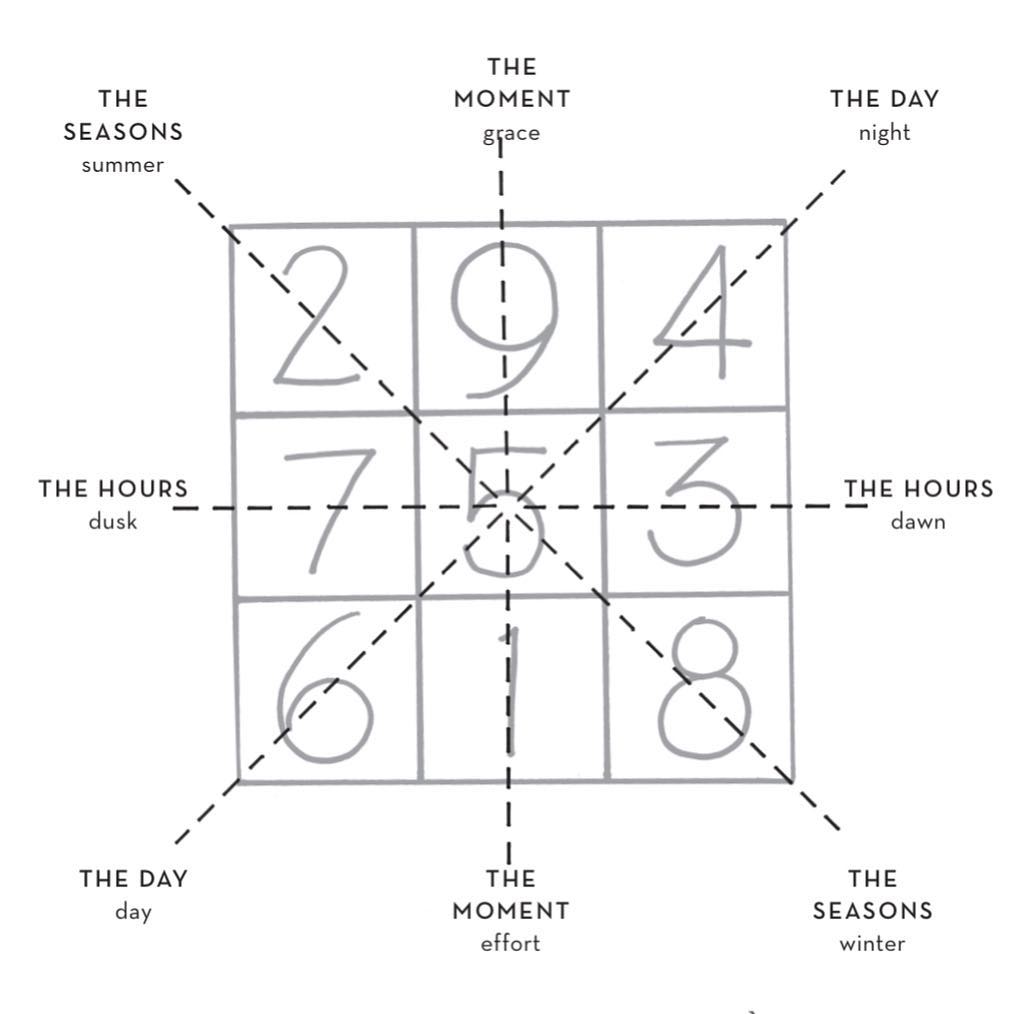 THE
MOMENT
grace
THE
SEASONS
summer
THE DAY
night
2 9 4
THE HOURS
dusk
7 5 3
THE HOURS
dawn
6 1 8
THE DAY
day
THE
MOMENT
effort
THE
SEASONS
winter